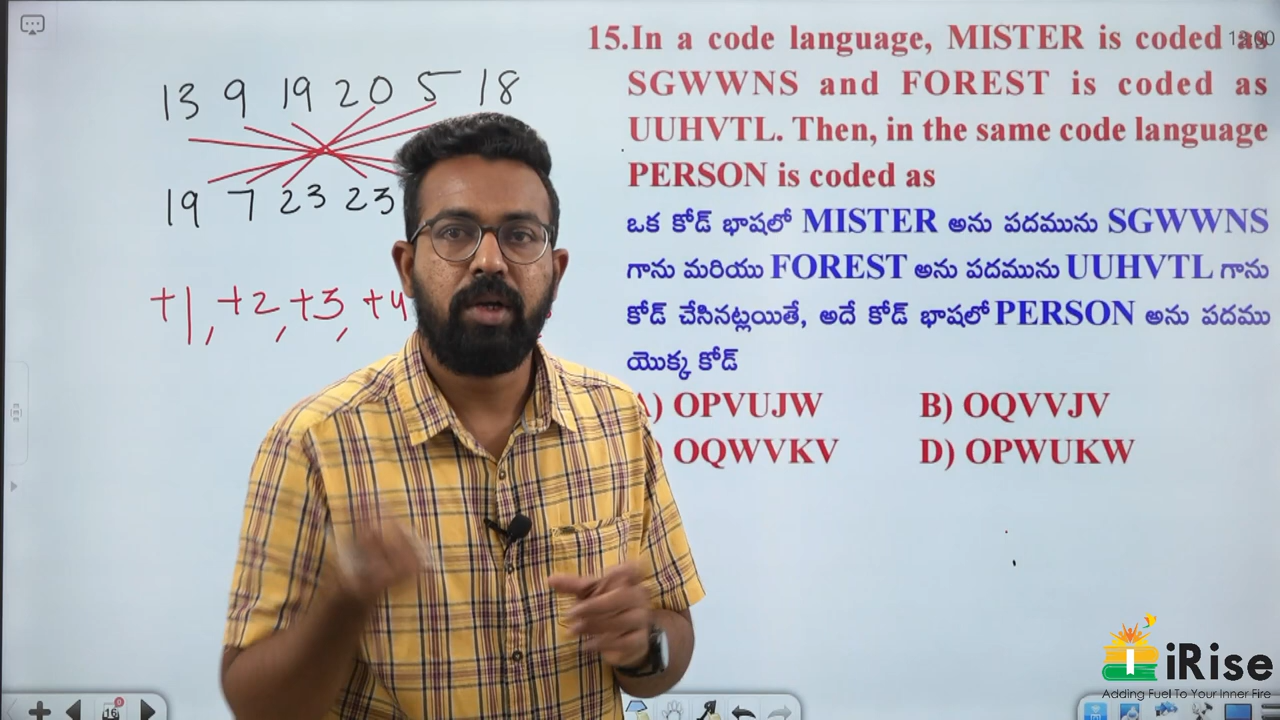 15.In a code language, MISTER is coded as
SGWWNS and FOREST is coded as
UUHVTL. Then, in the same code language
PERSON is coded as
ఒక కోడ్ భాషలో MISTER అను పదమును SGWWNS
గాను మరియు FOREST అను పదమును UUHVTL గాను
కోడ్ చేసినట్లయితే, అదే కోడ్ భాషలో PERSON అను పదము
యొక్క కోడ్
) OPVUJW B) OQVVJV
) OQWVKV D) OPWUKW
13 9 19 20 5 18
19 7 23 23
+1, +2, +3, +4
iRise
Adding Fuel To Your Inner Fire
16